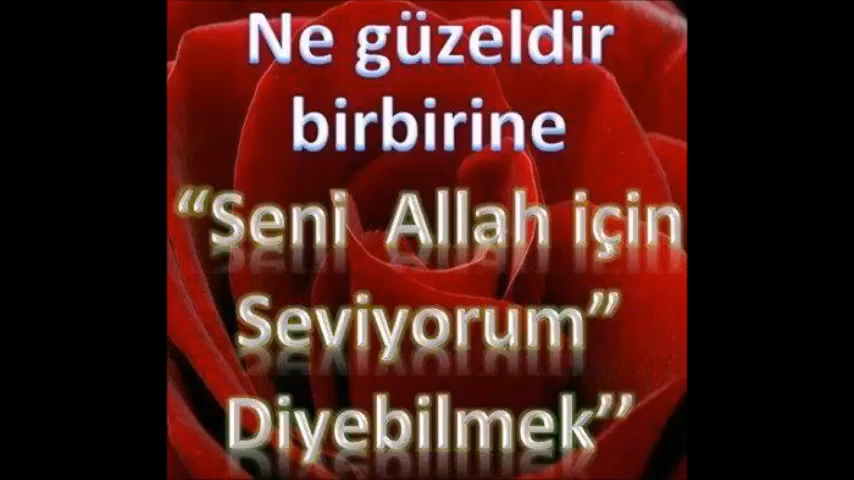 Ne güzeldir
birbirine
“Seni Allah için
Seviyorum”
Diyebilmek’’